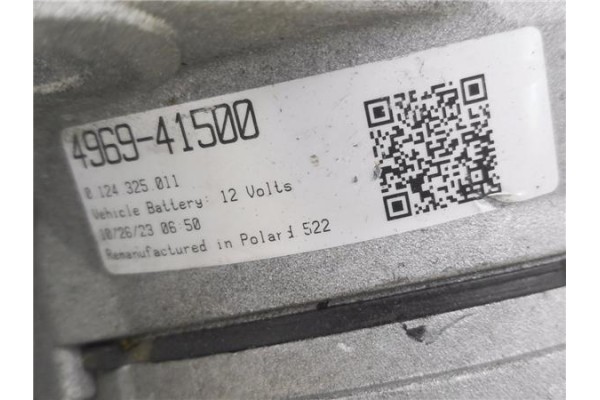 4969-41500
0.124 325.011
Vehicle Battery: 12 Volts
10/26/23 06:50
Remanufactured in Poland 522